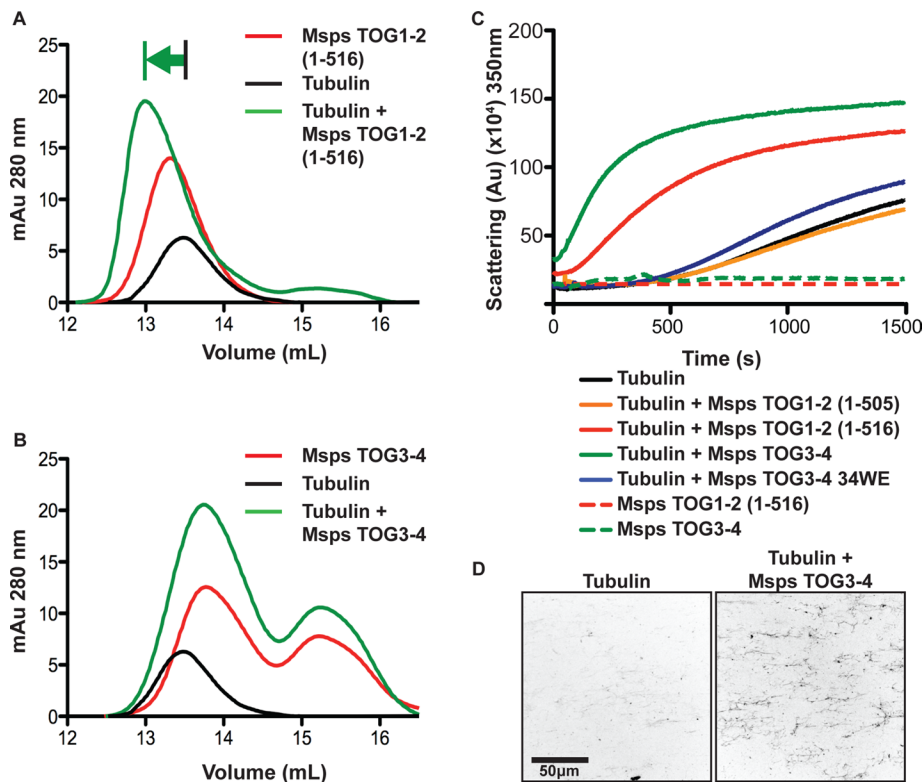 A
mAu 280 nm
25
20
15
10
5
0
12 13 14 15 16
Volume (mL)
Msps TOG1-2
(1-516)
Tubulin
Tubulin +
Msps TOG1-2
(1-516)
B
mAu 280 nm
25
20
15
10
5
0
12 13 14 15 16
Volume (mL)
Msps TOG3-4
Tubulin
Tubulin +
Msps TOG3-4
C
Scattering (Au) (x10⁴) 350nm
200
150
100
50
0
0 500 1000 1500
Time (s)
Tubulin
Tubulin + Msps TOG1-2 (1-505)
Tubulin + Msps TOG1-2 (1-516)
Tubulin + Msps TOG3-4
Tubulin + Msps TOG3-4 34WE
Msps TOG1-2 (1-516)
Msps TOG3-4
D
Tubulin
Tubulin +
Msps TOG3-4
50µm